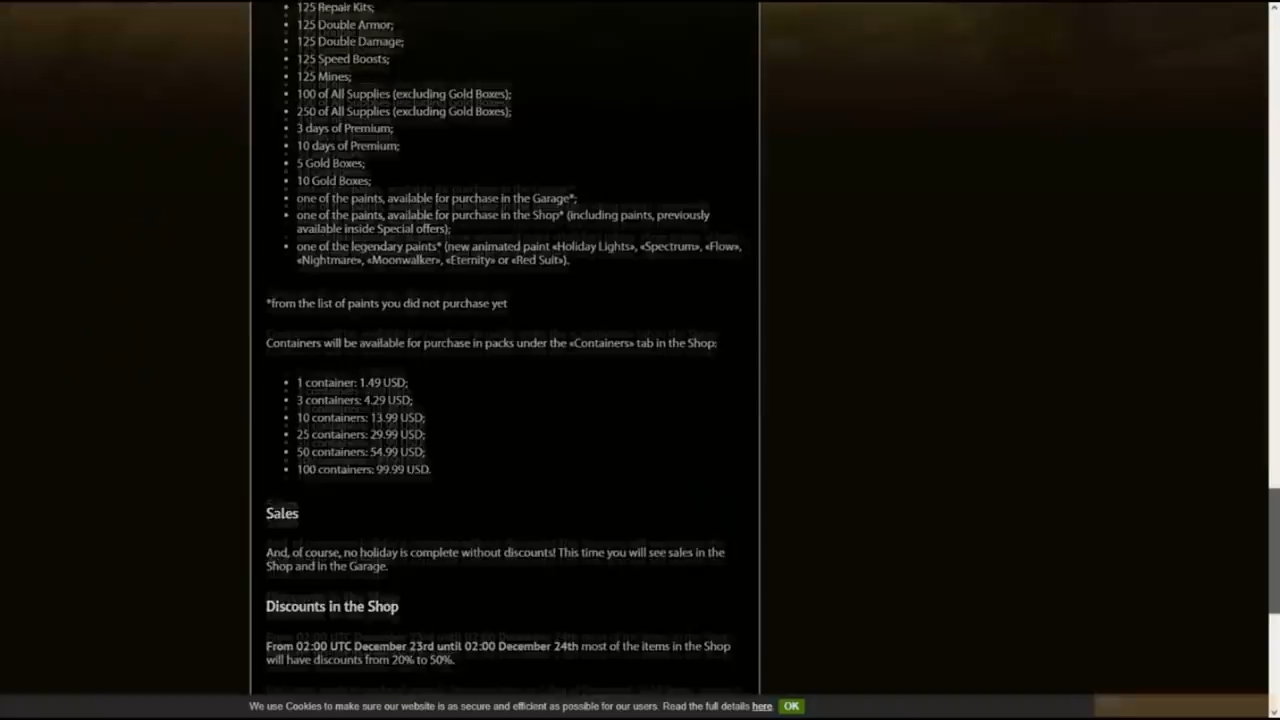 125 Repair Kits;
125 Double Armor;
125 Double Damage;
125 Speed Boosts;
125 Mines;
100 of All Supplies (excluding Gold Boxes);
250 of All Supplies (excluding Gold Boxes);
3 days of Premium;
10 days of Premium;
5 Gold Boxes;
10 Gold Boxes;
one of the paints, available for purchase in the Garage*;
one of the paints, available for purchase in the Shop* (including paints, previously
available inside Special offers);
one of the legendary paints* (new animated paint «Holiday Lights», «Spectrum», «Flow»,
«Nightmare», «Moonwalker», «Eternity» or «Red Suit»).
*from the list of paints you did not purchase yet
Containers will be available for purchase in packs under the «Containers» tab in the Shop:
1 container: 1.49 USD;
3 containers: 4.29 USD;
10 containers: 13.99 USD;
25 containers: 29.99 USD;
50 containers: 54.99 USD;
100 containers: 99.99 USD.
Sales
And, of course, no holiday is complete without discounts! This time you will see sales in the
Shop and in the Garage.
Discounts in the Shop
From 02:00 UTC December 23rd until 02:00 December 24th most of the items in the Shop
will have discounts from 20% to 50%.
We use Cookies to make sure our website is as secure and efficient as possible for our users. Read the full details here. OK